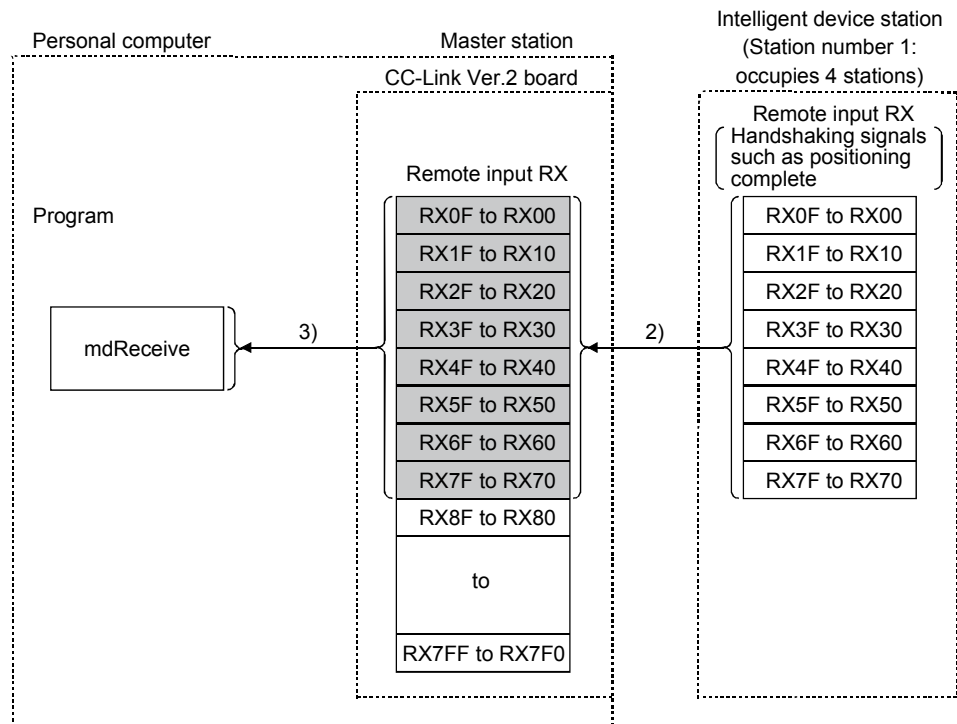 Personal computer
Master station
Intelligent device station
(Station number 1:
occupies 4 stations)
CC-Link Ver.2 board
Remote input RX
Handshaking signals
such as positioning
complete
Remote input RX
Program
RX0F to RX00
RX1F to RX10
RX2F to RX20
RX3F to RX30
RX4F to RX40
RX5F to RX50
RX6F to RX60
RX7F to RX70
RX8F to RX80
to
RX7FF to RX7F0
mdReceive
3)
2)
RX0F to RX00
RX1F to RX10
RX2F to RX20
RX3F to RX30
RX4F to RX40
RX5F to RX50
RX6F to RX60
RX7F to RX70